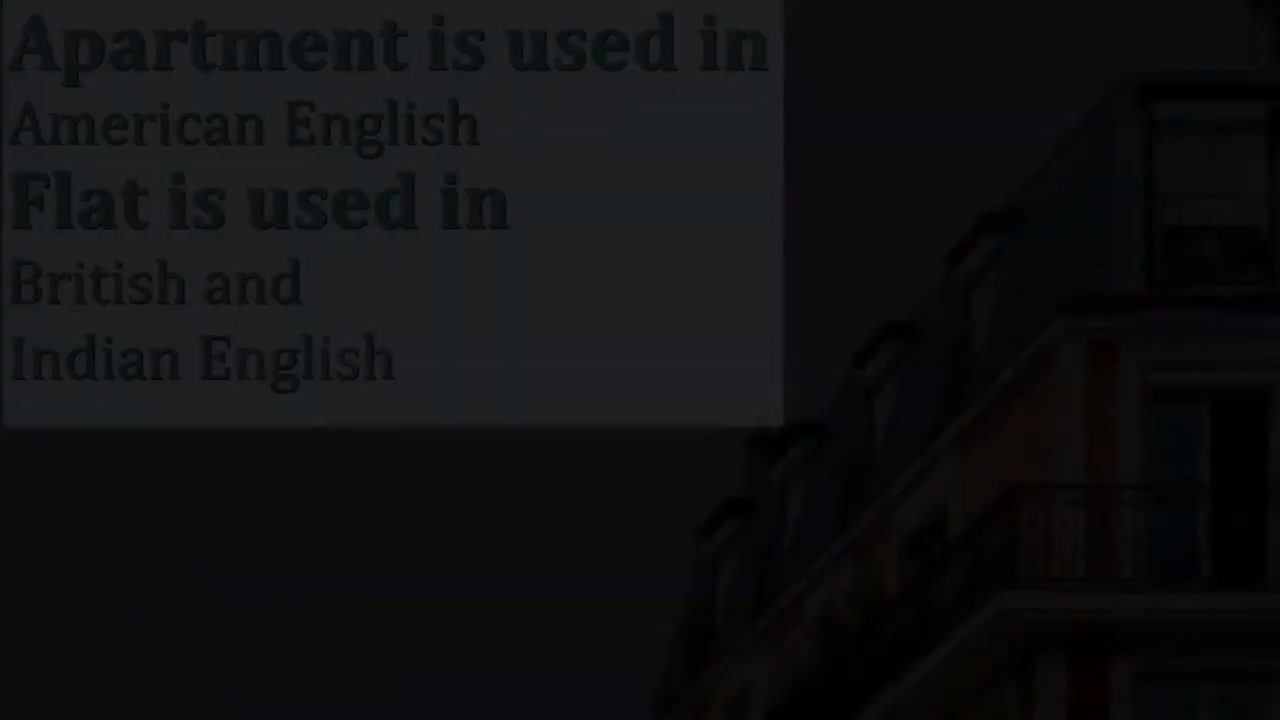 Apartment is used in
American English
Flat is used in
British and
Indian English